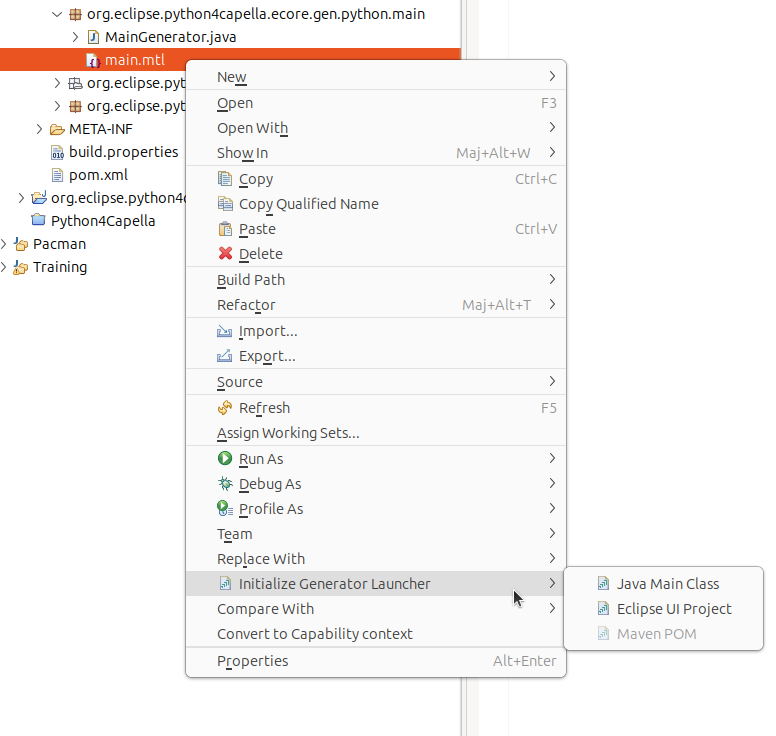 org.eclipse.python4capella.ecore.gen.python.main
MainGenerator.java
main.mtl
org.eclipse.pyt
org.eclipse.pyt
META-INF
build.properties
pom.xml
org.eclipse.python4c
Python4Capella
Pacman
Training
New
Open F3
Open With
Show In Maj+Alt+W
Copy Ctrl+C
Copy Qualified Name
Paste Ctrl+V
Delete
Build Path
Refactor Maj+Alt+T
Import...
Export...
Source
Refresh F5
Assign Working Sets...
Run As
Debug As
Profile As
Team
Replace With
Initialize Generator Launcher
Compare With
Convert to Capability context
Properties Alt+Enter
Java Main Class
Eclipse UI Project
Maven POM